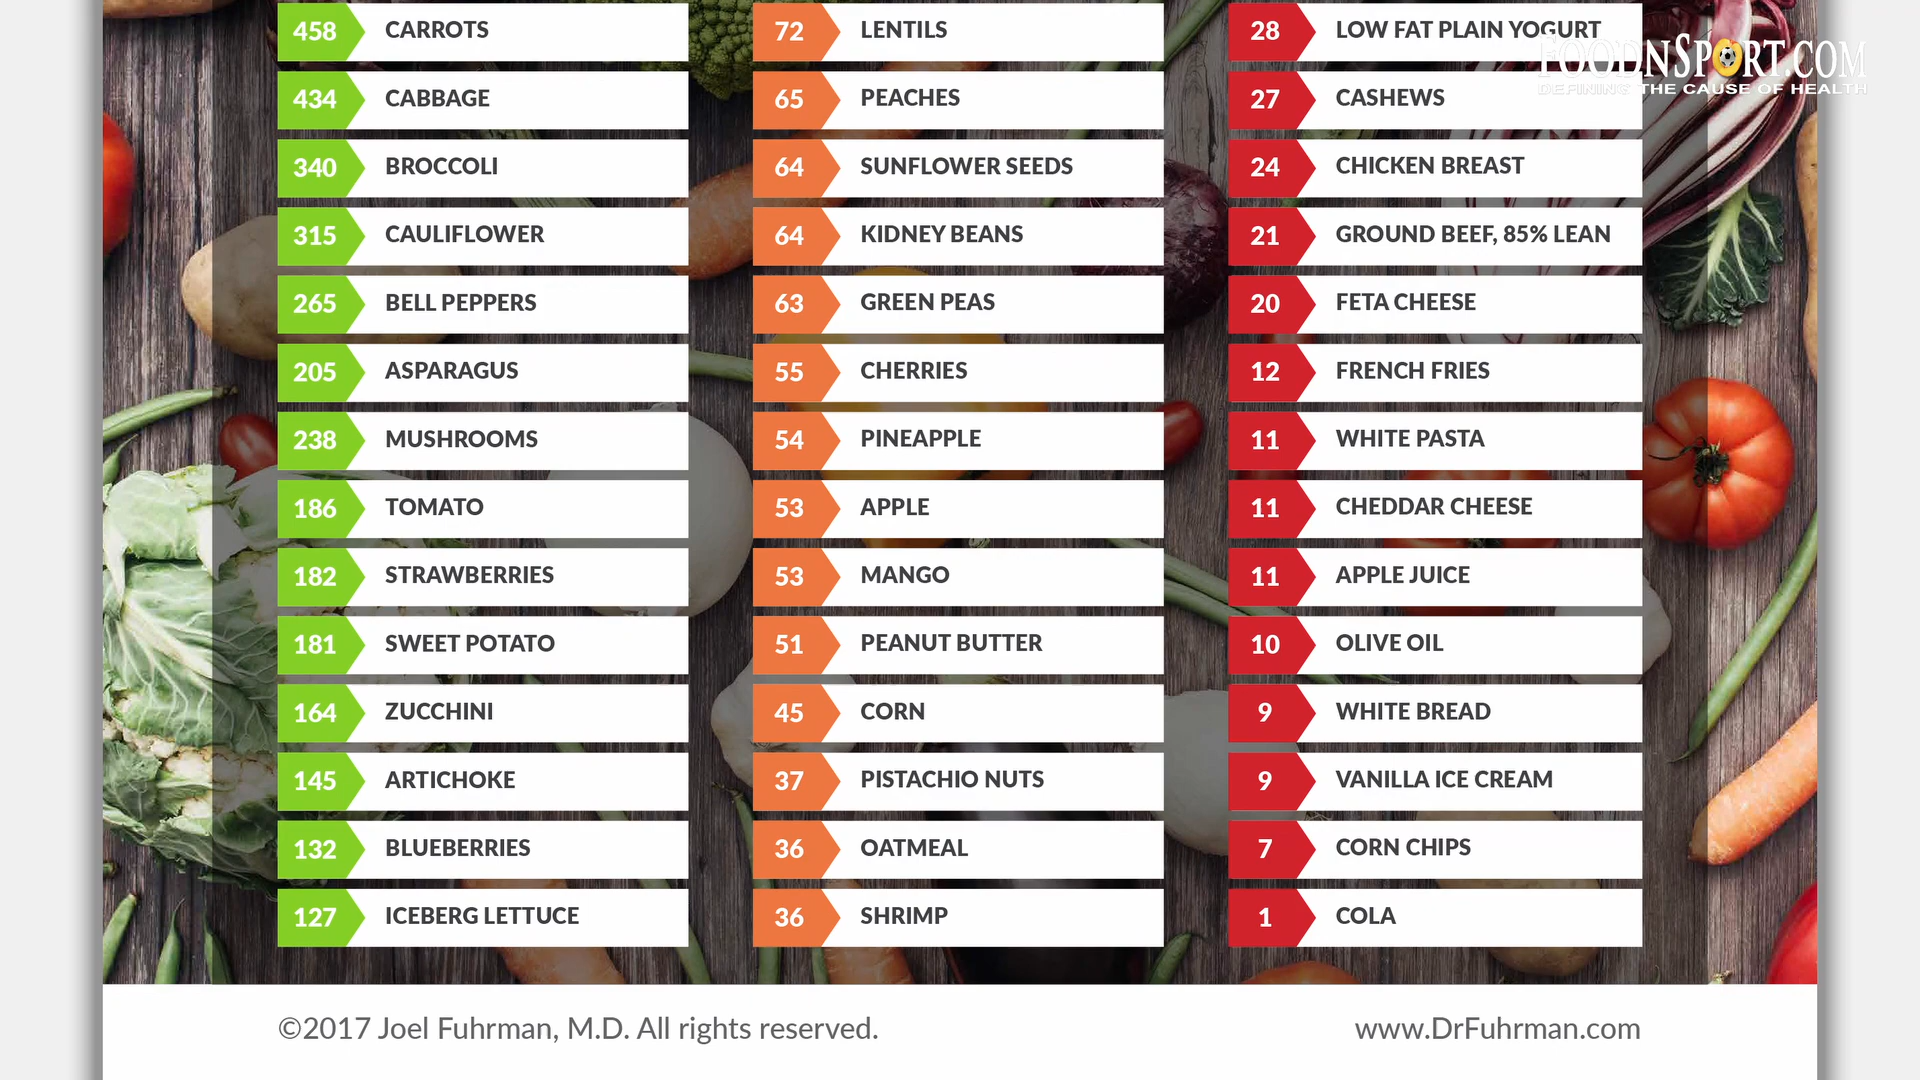 458 CARROTS
434 CABBAGE
340 BROCCOLI
315 CAULIFLOWER
265 BELL PEPPERS
205 ASPARAGUS
238 MUSHROOMS
186 TOMATO
182 STRAWBERRIES
181 SWEET POTATO
164 ZUCCHINI
145 ARTICHOKE
132 BLUEBERRIES
127 ICEBERG LETTUCE
72 LENTILS
65 PEACHES
64 SUNFLOWER SEEDS
64 KIDNEY BEANS
63 GREEN PEAS
55 CHERRIES
54 PINEAPPLE
53 APPLE
53 MANGO
51 PEANUT BUTTER
45 CORN
37 PISTACHIO NUTS
36 OATMEAL
36 SHRIMP
28 LOW FAT PLAIN YOGURT
27 CASHEWS
24 CHICKEN BREAST
21 GROUND BEEF, 85% LEAN
20 FETA CHEESE
12 FRENCH FRIES
11 WHITE PASTA
11 CHEDDAR CHEESE
11 APPLE JUICE
10 OLIVE OIL
9 WHITE BREAD
9 VANILLA ICE CREAM
7 CORN CHIPS
1 COLA
FOODNSPORT.COM
DEFINING THE CAUSE OF HEALTH
©2017 Joel Fuhrman, M.D. All rights reserved.
www.DrFuhrman.com